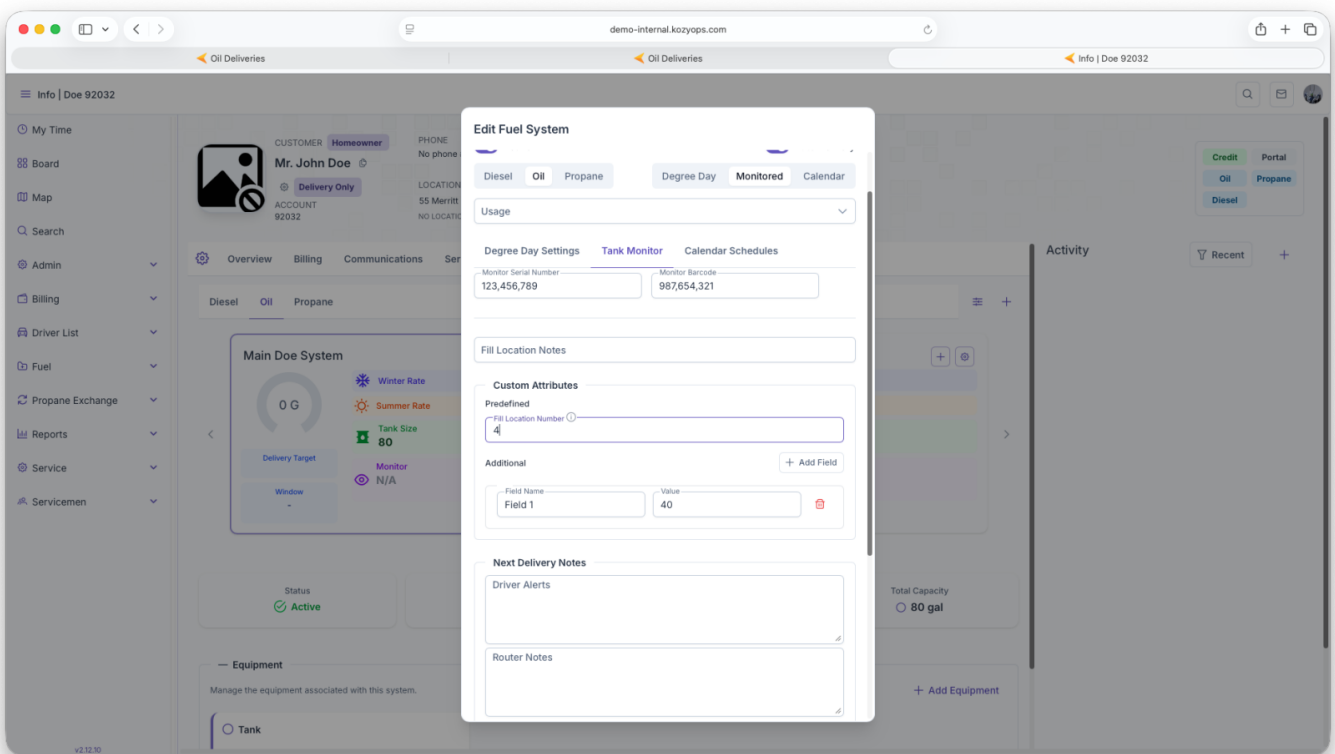 demo-internal.kozyops.com
Oil Deliveries
Oil Deliveries
Info | Doe 92032
Info | Doe 92032
My Time
Board
Map
Search
Admin
Billing
Driver List
Fuel
Propane Exchange
Reports
Service
Servicemen
v2.12.10
CUSTOMER Homeowner
Mr. John Doe
Delivery Only
ACCOUNT
92032
PHONE
No phone
LOCATION
55 Merritt
Credit Portal
Oil Propane
Diesel
Overview Billing Communications Ser
Diesel Oil Propane
Main Doe System
0 G
Winter Rate
Summer Rate
Tank Size
80
Monitor
N/A
Delivery Target
Window
-
Status
Active
Total Capacity
80 gal
Equipment
Manage the equipment associated with this system.
+ Add Equipment
Tank
Activity
Recent
Edit Fuel System
Diesel Oil Propane
Degree Day Monitored Calendar
Usage
Degree Day Settings Tank Monitor Calendar Schedules
Monitor Serial Number
123,456,789
Monitor Barcode
987,654,321
Fill Location Notes
Custom Attributes
Predefined
Fill Location Number
4
Additional
+ Add Field
Field Name
Field 1
Value
40
Next Delivery Notes
Driver Alerts
Router Notes